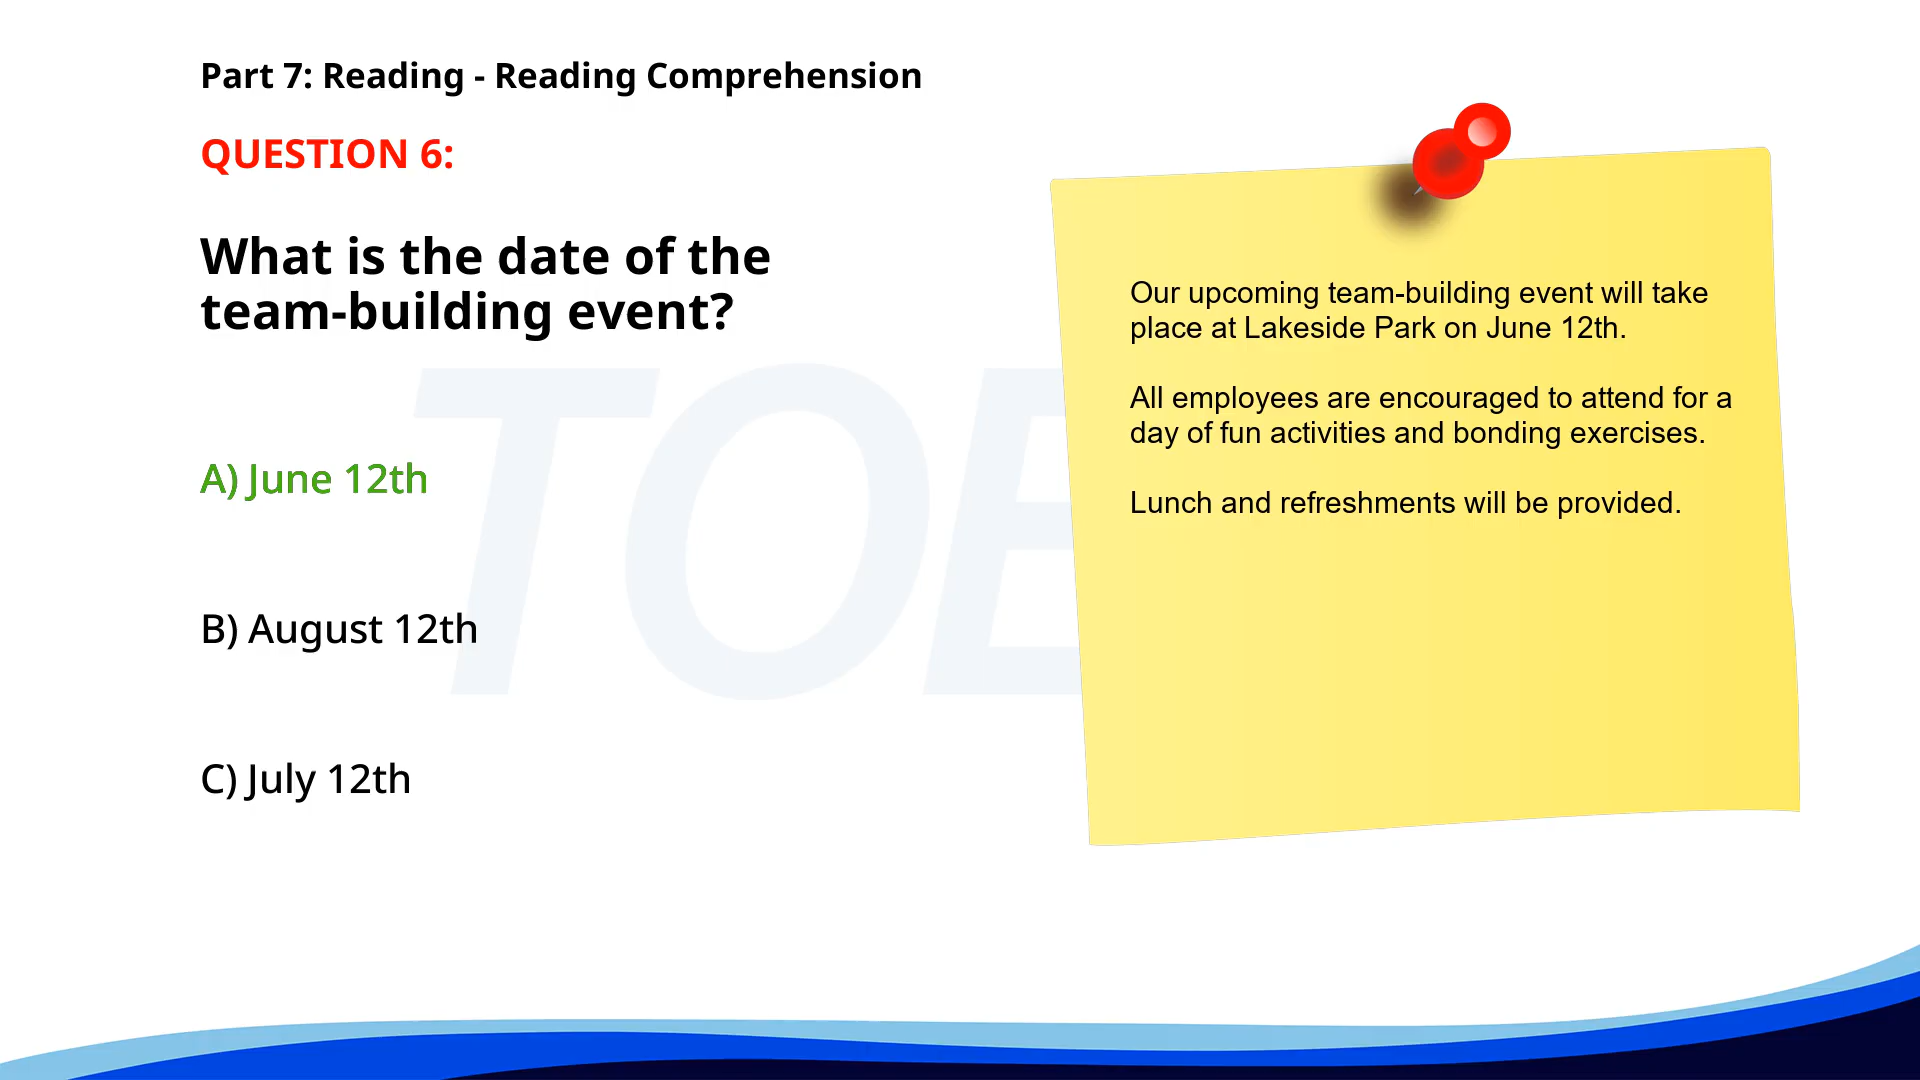 Part 7: Reading - Reading Comprehension
QUESTION 6:
What is the date of the
team-building event?
A) June 12th
B) August 12th
C) July 12th
Our upcoming team-building event will take
place at Lakeside Park on June 12th.
All employees are encouraged to attend for a
day of fun activities and bonding exercises.
Lunch and refreshments will be provided.
TOE